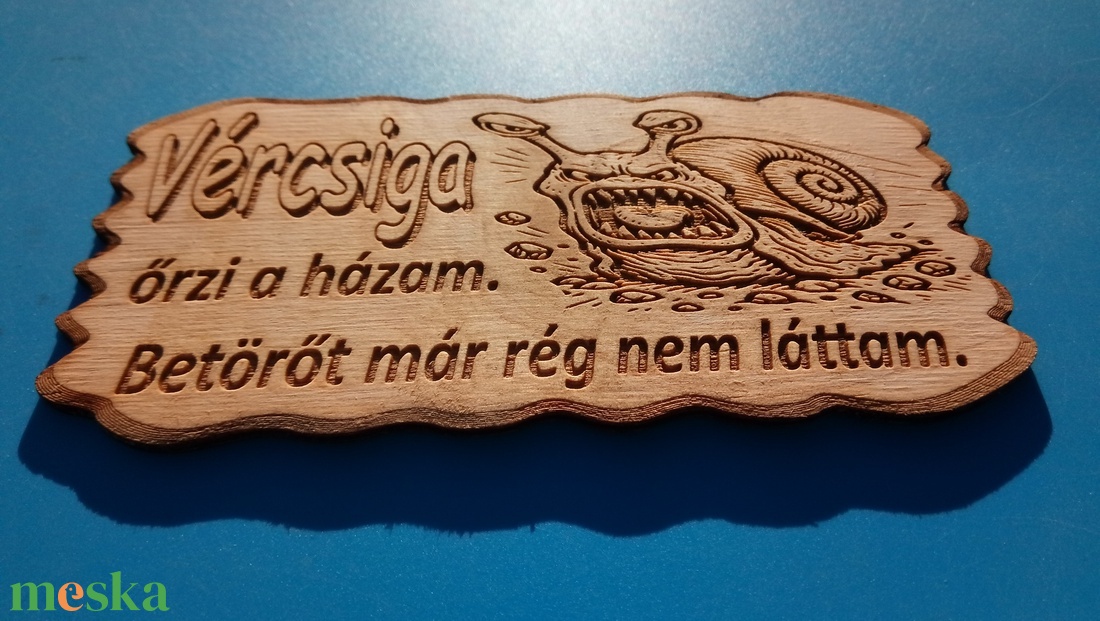 Vércsiga
őrzi a házam.
Betörőt már rég nem láttam.
meska